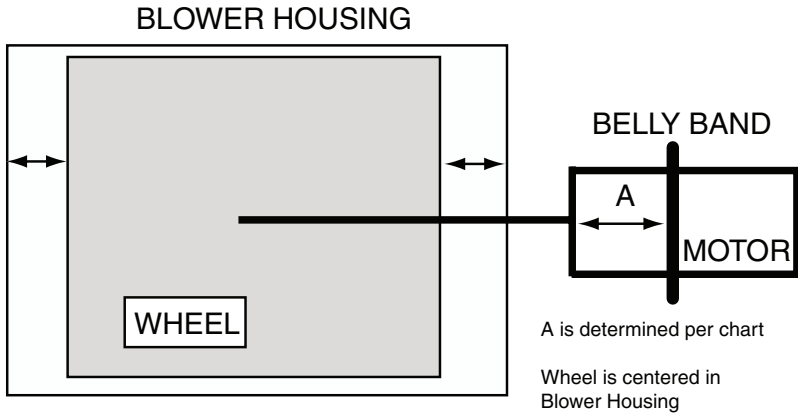 BLOWER HOUSING
BELLY BAND
A
MOTOR
WHEEL
A is determined per chart
Wheel is centered in
Blower Housing